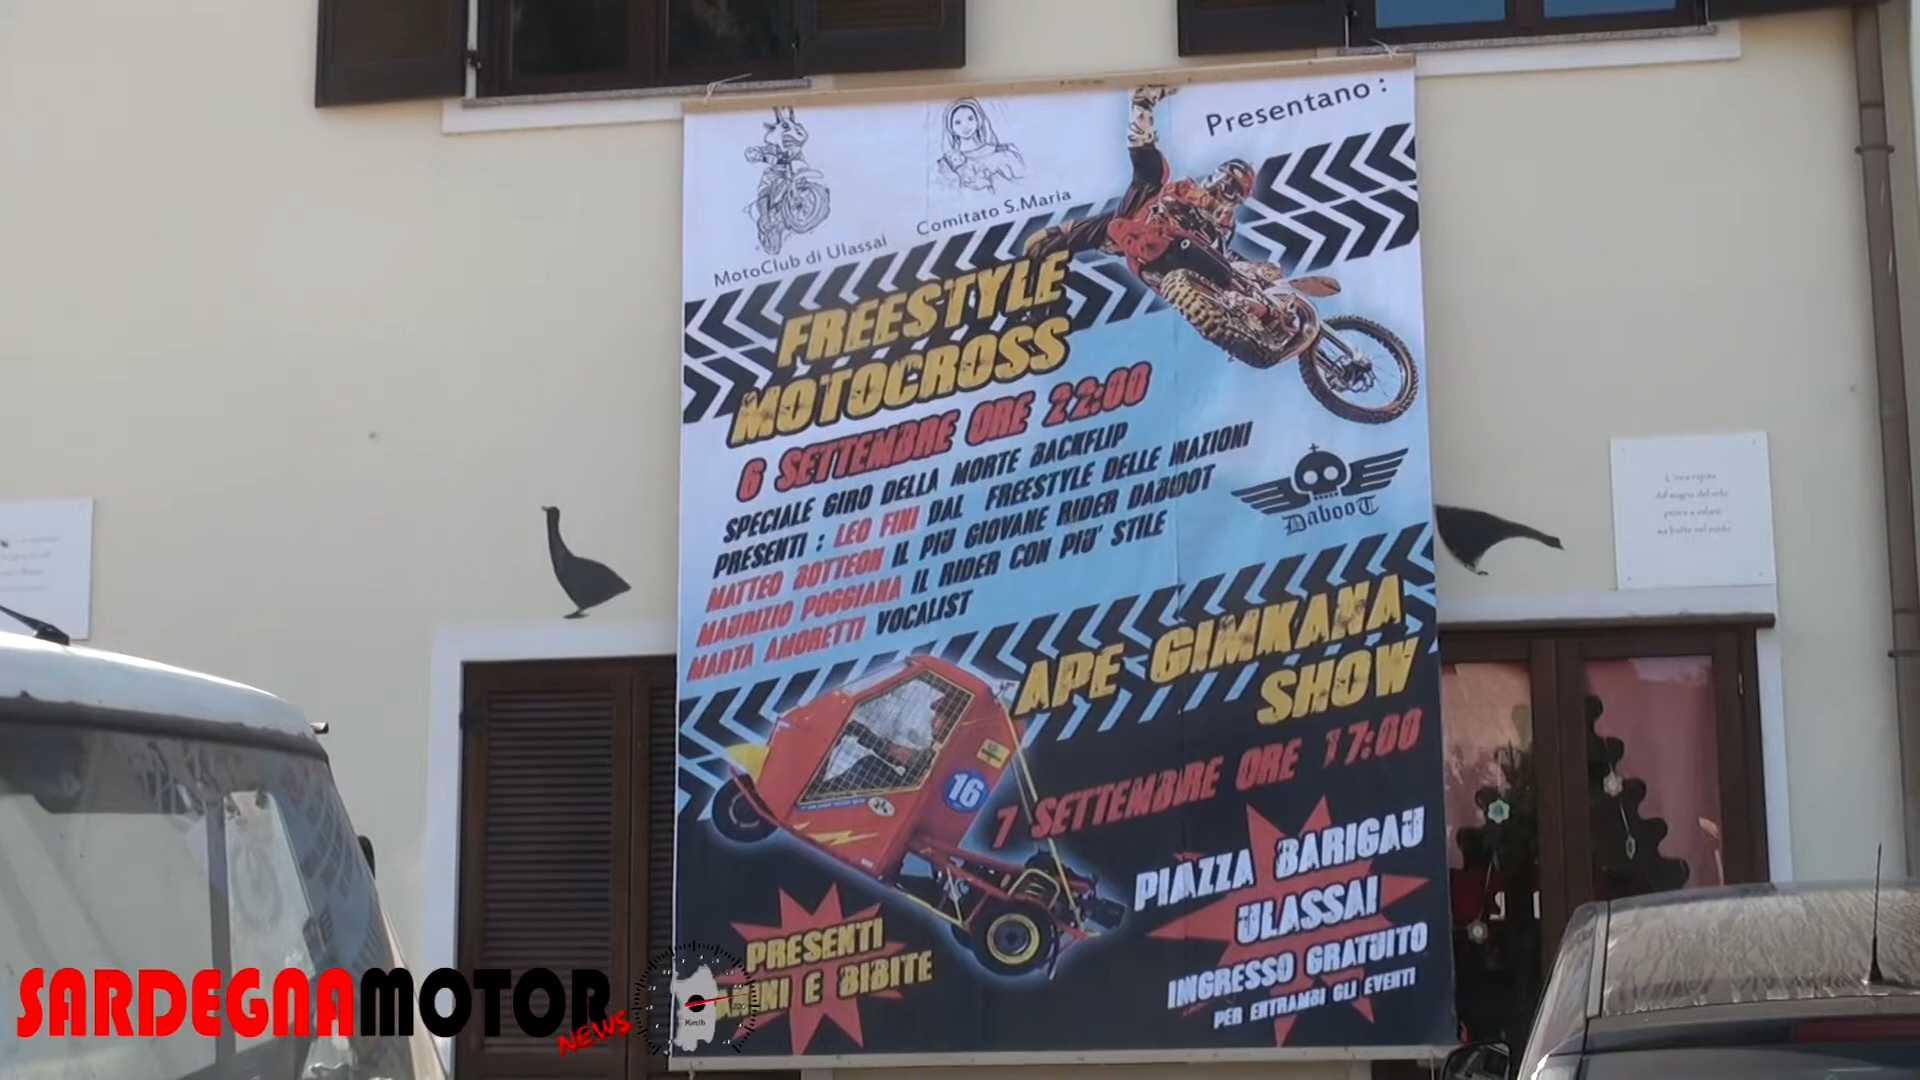 Presentano :
MotoClub di Ulassai
Comitato S.Maria
FREESTYLE
MOTOCROSS
6 SETTEMBRE ORE 22:00
SPECIALE GIRO DELLA MORTE BACKFLIP
PRESENTI : LEO FINI DAL FREESTYLE DELLE NAZIONI
MATTEO BOTTEON IL PIÙ GIOVANE RIDER DABOOT
MAURIZIO POGGIANA IL RIDER CON PIU' STILE
MARTA AMORETTI VOCALIST
DabooT
APE GIMKANA
SHOW
16
7 SETTEMBRE ORE 17:00
PIAZZA BARIGAU
ULASSAI
INGRESSO GRATUITO
PER ENTRAMBI GLI EVENTI
PRESENTI
E BIBITE
SARDEGNAMOTOR
NEWS
Km/h